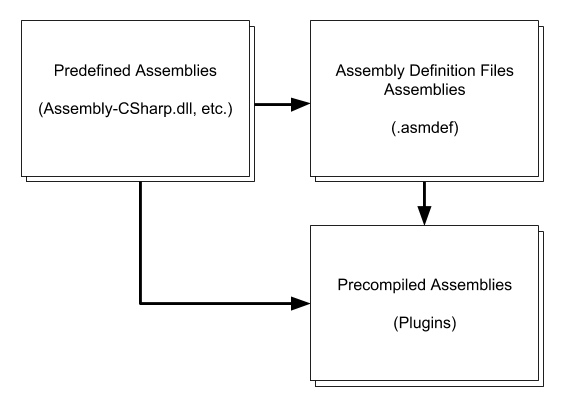 Predefined Assemblies
(Assembly-CSharp.dll, etc.)
Assembly Definition Files
Assemblies
(.asmdef)
Precompiled Assemblies
(Plugins)